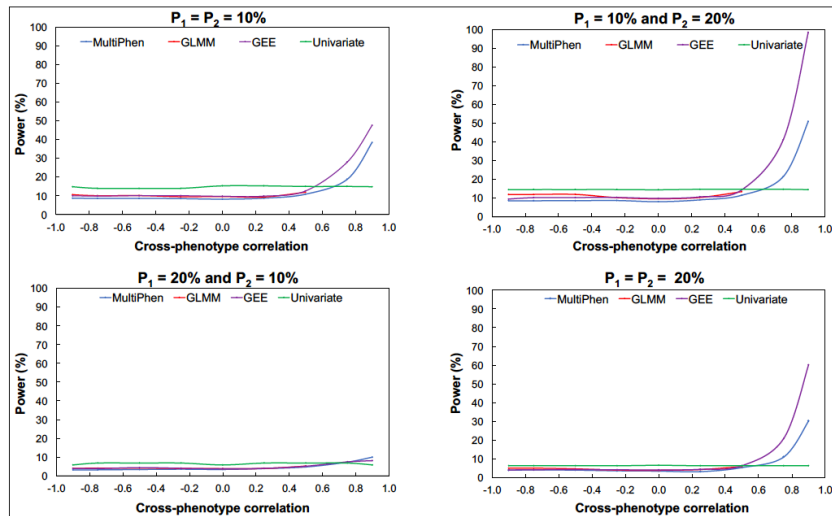 P1 = P2 = 10%
MultiPhen GLMM GEE Univariate
Power (%)
100
90
80
70
60
50
40
30
20
10
0
-1.0 -0.8 -0.6 -0.4 -0.2 0.0 0.2 0.4 0.6 0.8 1.0
Cross-phenotype correlation
P1 = 10% and P2 = 20%
MultiPhen GLMM GEE Univariate
Power (%)
100
90
80
70
60
50
40
30
20
10
0
-1.0 -0.8 -0.6 -0.4 -0.2 0.0 0.2 0.4 0.6 0.8 1.0
Cross-phenotype correlation
P1 = 20% and P2 = 10%
MultiPhen GLMM GEE Univariate
Power (%)
100
90
80
70
60
50
40
30
20
10
0
-1.0 -0.8 -0.6 -0.4 -0.2 0.0 0.2 0.4 0.6 0.8 1.0
Cross-phenotype correlation
P1 = P2 = 20%
MultiPhen GLMM GEE Univariate
Power (%)
100
90
80
70
60
50
40
30
20
10
0
-1.0 -0.8 -0.6 -0.4 -0.2 0.0 0.2 0.4 0.6 0.8 1.0
Cross-phenotype correlation